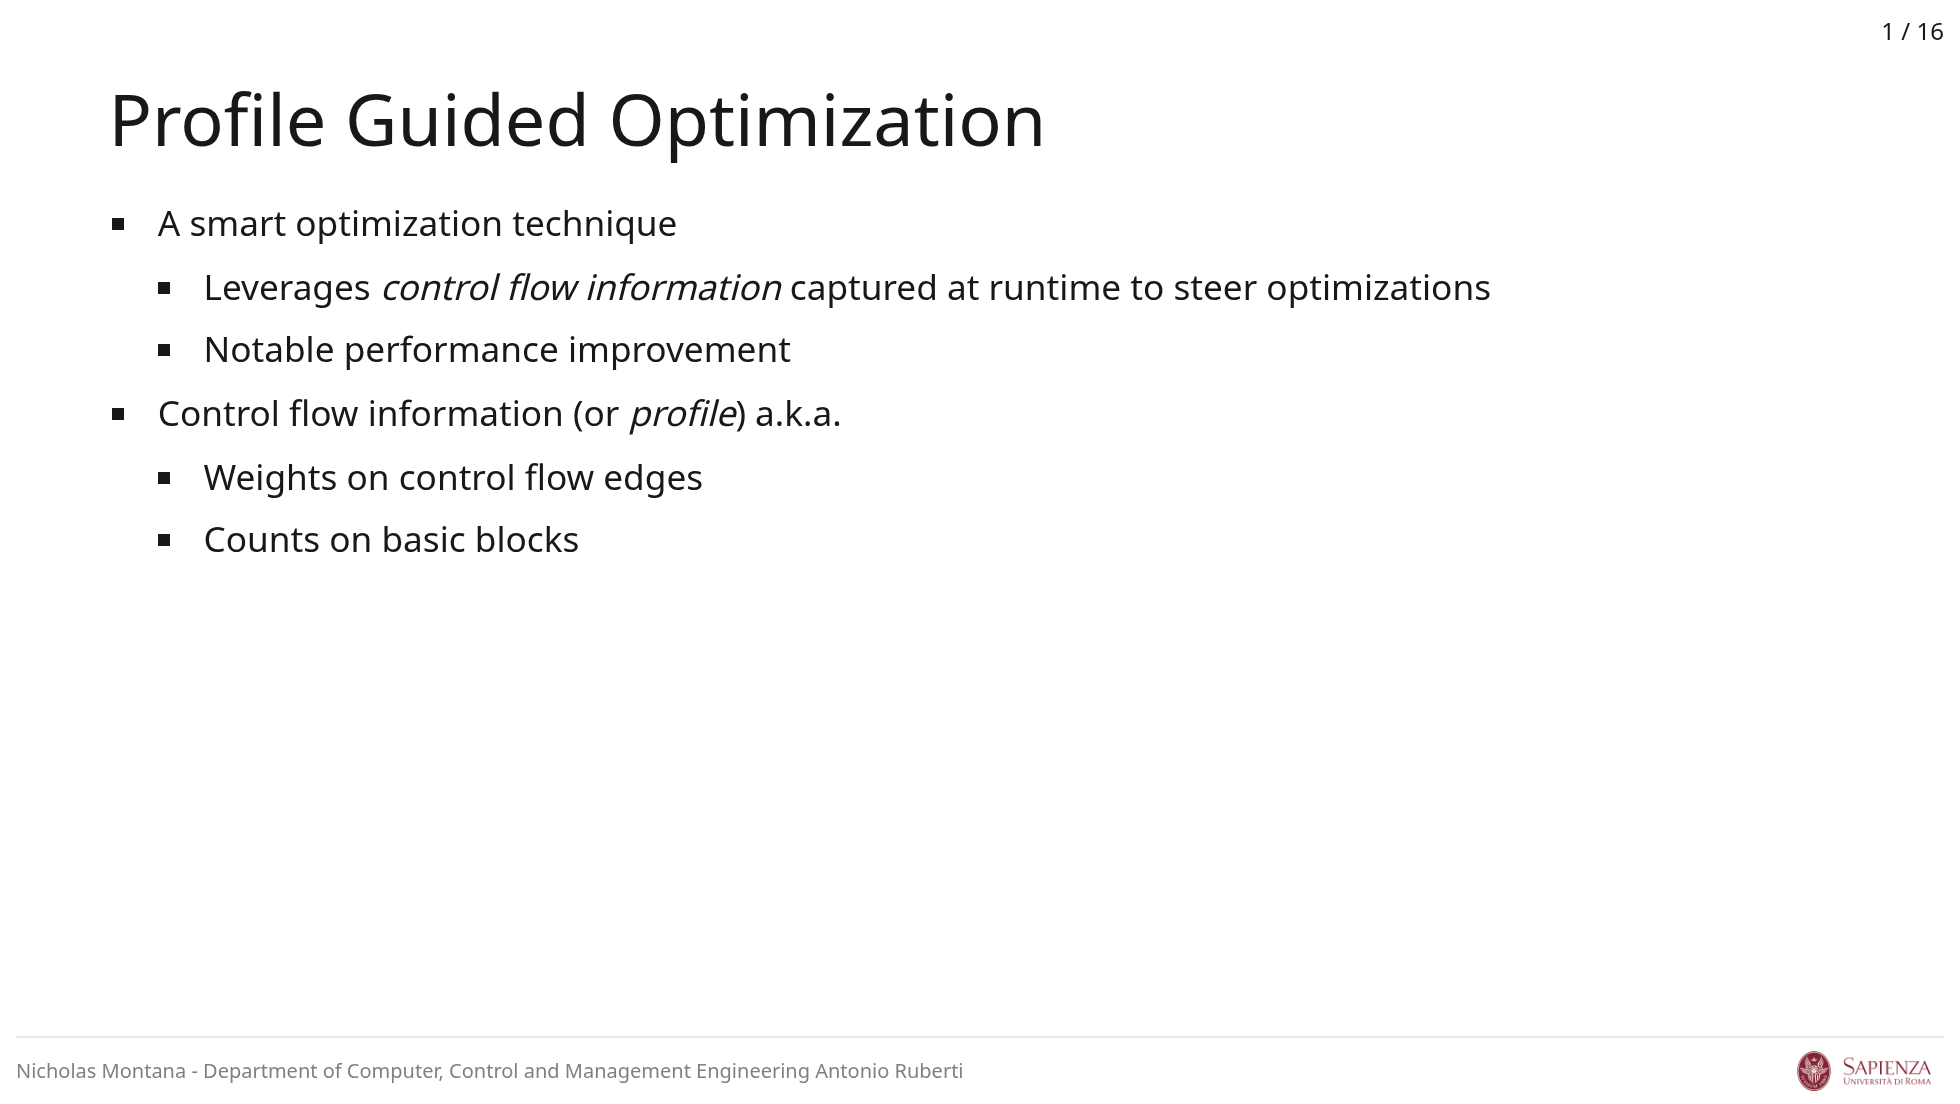 1 / 16
Profile Guided Optimization
A smart optimization technique
Leverages control flow information captured at runtime to steer optimizations
Notable performance improvement
Control flow information (or profile) a.k.a.
Weights on control flow edges
Counts on basic blocks
Nicholas Montana - Department of Computer, Control and Management Engineering Antonio Ruberti
SAPIENZA
UNIVERSITÀ DI ROMA